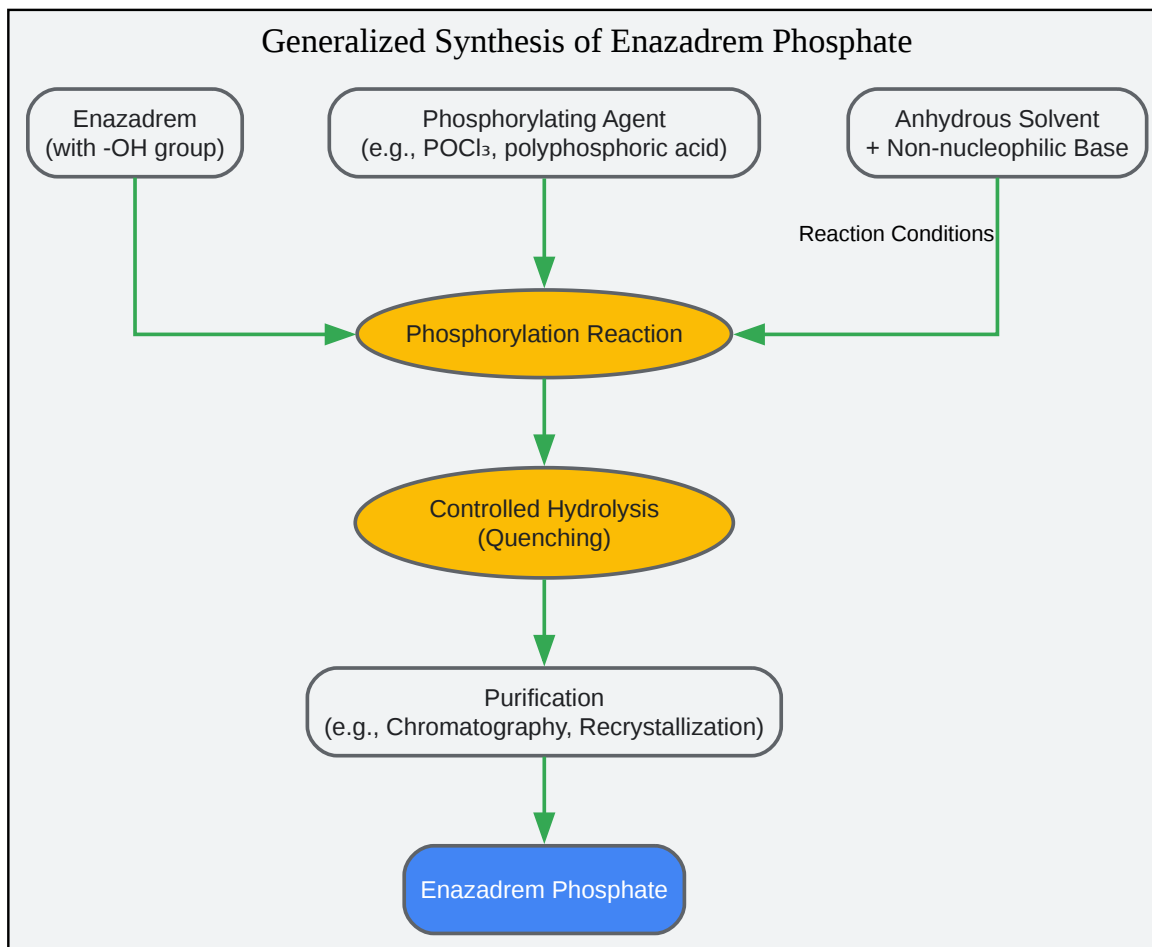 Generalized Synthesis of Enazadrem Phosphate
Enazadrem
(with -OH group)
Phosphorylating Agent
(e.g., POCl₃, polyphosphoric acid)
Anhydrous Solvent
+ Non-nucleophilic Base
Reaction Conditions
Phosphorylation Reaction
Controlled Hydrolysis
(Quenching)
Purification
(e.g., Chromatography, Recrystallization)
Enazadrem Phosphate